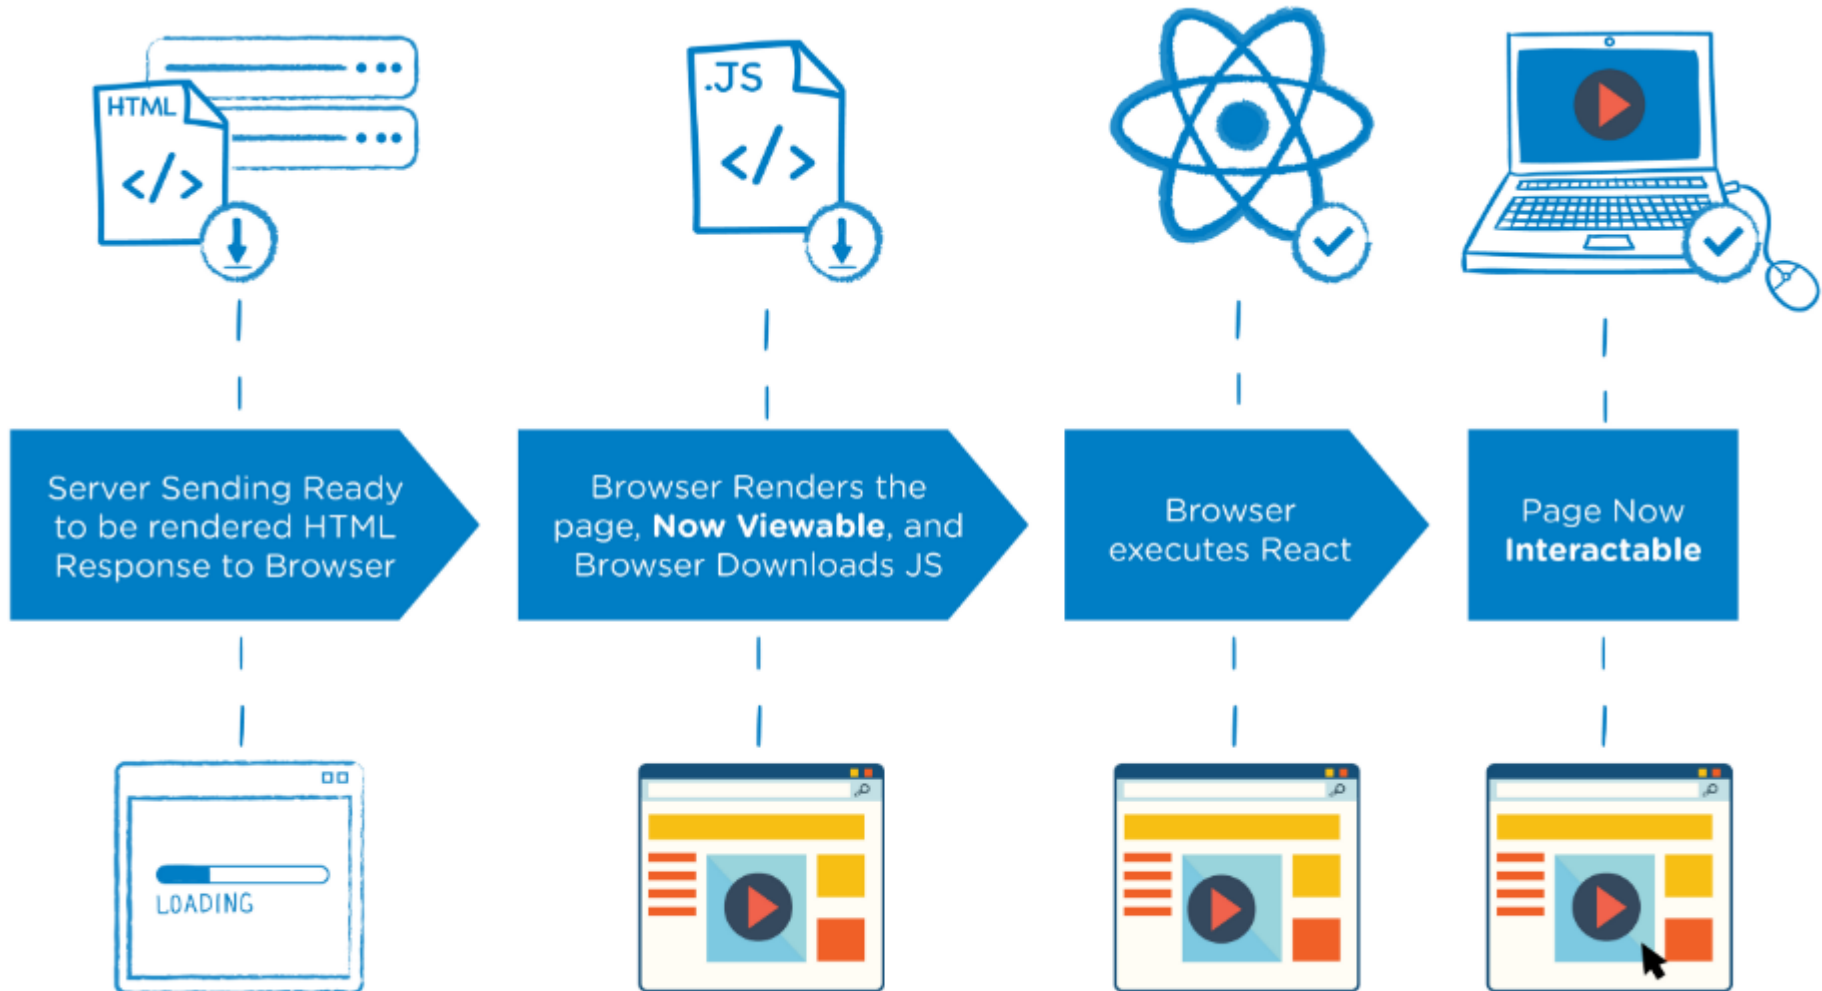 HTML
</>
.JS
</>
Server Sending Ready
to be rendered HTML
Response to Browser
Browser Renders the
page, Now Viewable, and
Browser Downloads JS
Browser
executes React
Page Now
Interactable
LOADING